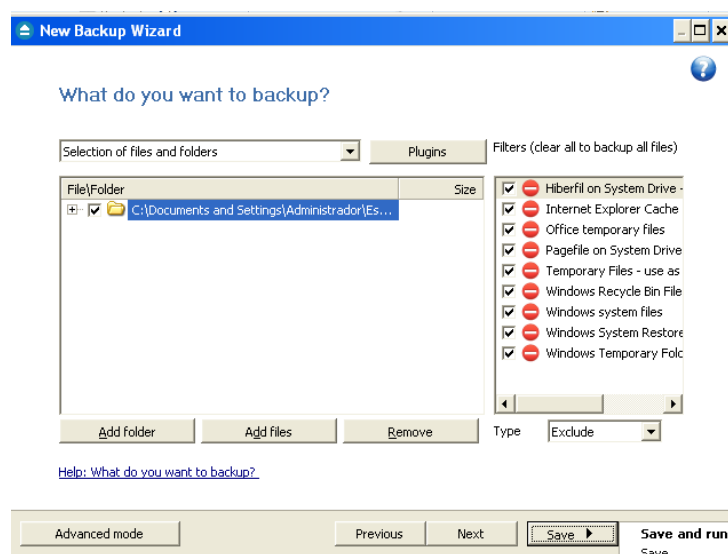 New Backup Wizard
What do you want to backup?
Selection of files and folders
Plugins
Filters (clear all to backup all files)
File\Folder
Size
C:\Documents and Settings\Administrador\Es...
Hiberfil on System Drive -
Internet Explorer Cache
Office temporary files
Pagefile on System Drive
Temporary Files - use as
Windows Recycle Bin File
Windows system files
Windows System Restore
Windows Temporary Folc
Add folder
Add files
Remove
Type
Exclude
Help: What do you want to backup?
Advanced mode
Previous
Next
Save
Save and run
Save